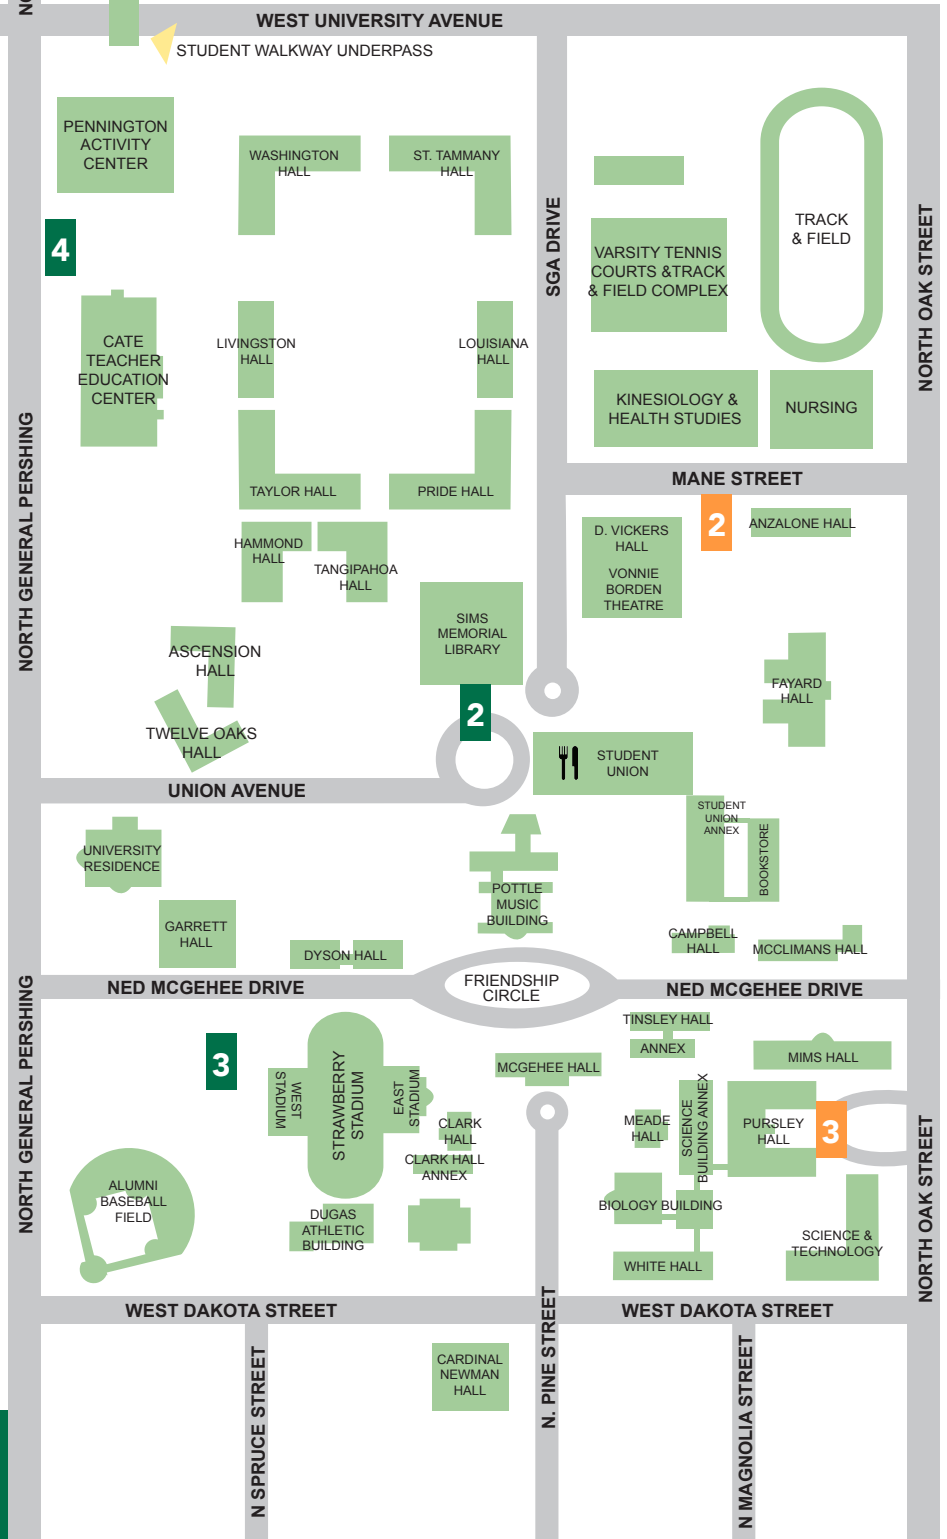 NO
WEST UNIVERSITY AVENUE
STUDENT WALKWAY UNDERPASS
PENNINGTON
ACTIVITY
CENTER
WASHINGTON
HALL
ST. TAMMANY
HALL
SGA DRIVE
TRACK
& FIELD
NORTH OAK STREET
4
VARSITY TENNIS
COURTS &TRACK
& FIELD COMPLEX
CATE
TEACHER
EDUCATION
CENTER
LIVINGSTON
HALL
LOUISIANA
HALL
KINESIOLOGY &
HEALTH STUDIES
NURSING
NORTH GENERAL PERSHING
TAYLOR HALL
PRIDE HALL
MANE STREET
2
ANZALONE HALL
HAMMOND
HALL
TANGIPAHOA
HALL
D. VICKERS
HALL
VONNIE
BORDEN
THEATRE
SIMS
MEMORIAL
LIBRARY
ASCENSION
HALL
FAYARD
HALL
2
TWELVE OAKS
HALL
STUDENT
UNION
UNION AVENUE
STUDENT
UNION
ANNEX
BOOKSTORE
UNIVERSITY
RESIDENCE
POTTLE
MUSIC
BUILDING
GARRETT
HALL
DYSON HALL
CAMPBELL
HALL
MCCLIMANS HALL
NED MCGEHEE DRIVE
FRIENDSHIP
CIRCLE
NED MCGEHEE DRIVE
NORTH GENERAL PERSHING
TINSLEY HALL
ANNEX
MIMS HALL
3
WEST
STADIUM
STRAWBERRY
STADIUM
EAST
STADIUM
MCGEHEE HALL
CLARK
HALL
CLARK HALL
ANNEX
MEADE
HALL
SCIENCE
BUILDING ANNEX
PURSLEY
HALL
3
NORTH OAK STREET
ALUMNI
BASEBALL
FIELD
DUGAS
ATHLETIC
BUILDING
BIOLOGY BUILDING
SCIENCE &
TECHNOLOGY
WHITE HALL
WEST DAKOTA STREET
WEST DAKOTA STREET
N SPRUCE STREET
CARDINAL
NEWMAN
HALL
N. PINE STREET
N MAGNOLIA STREET